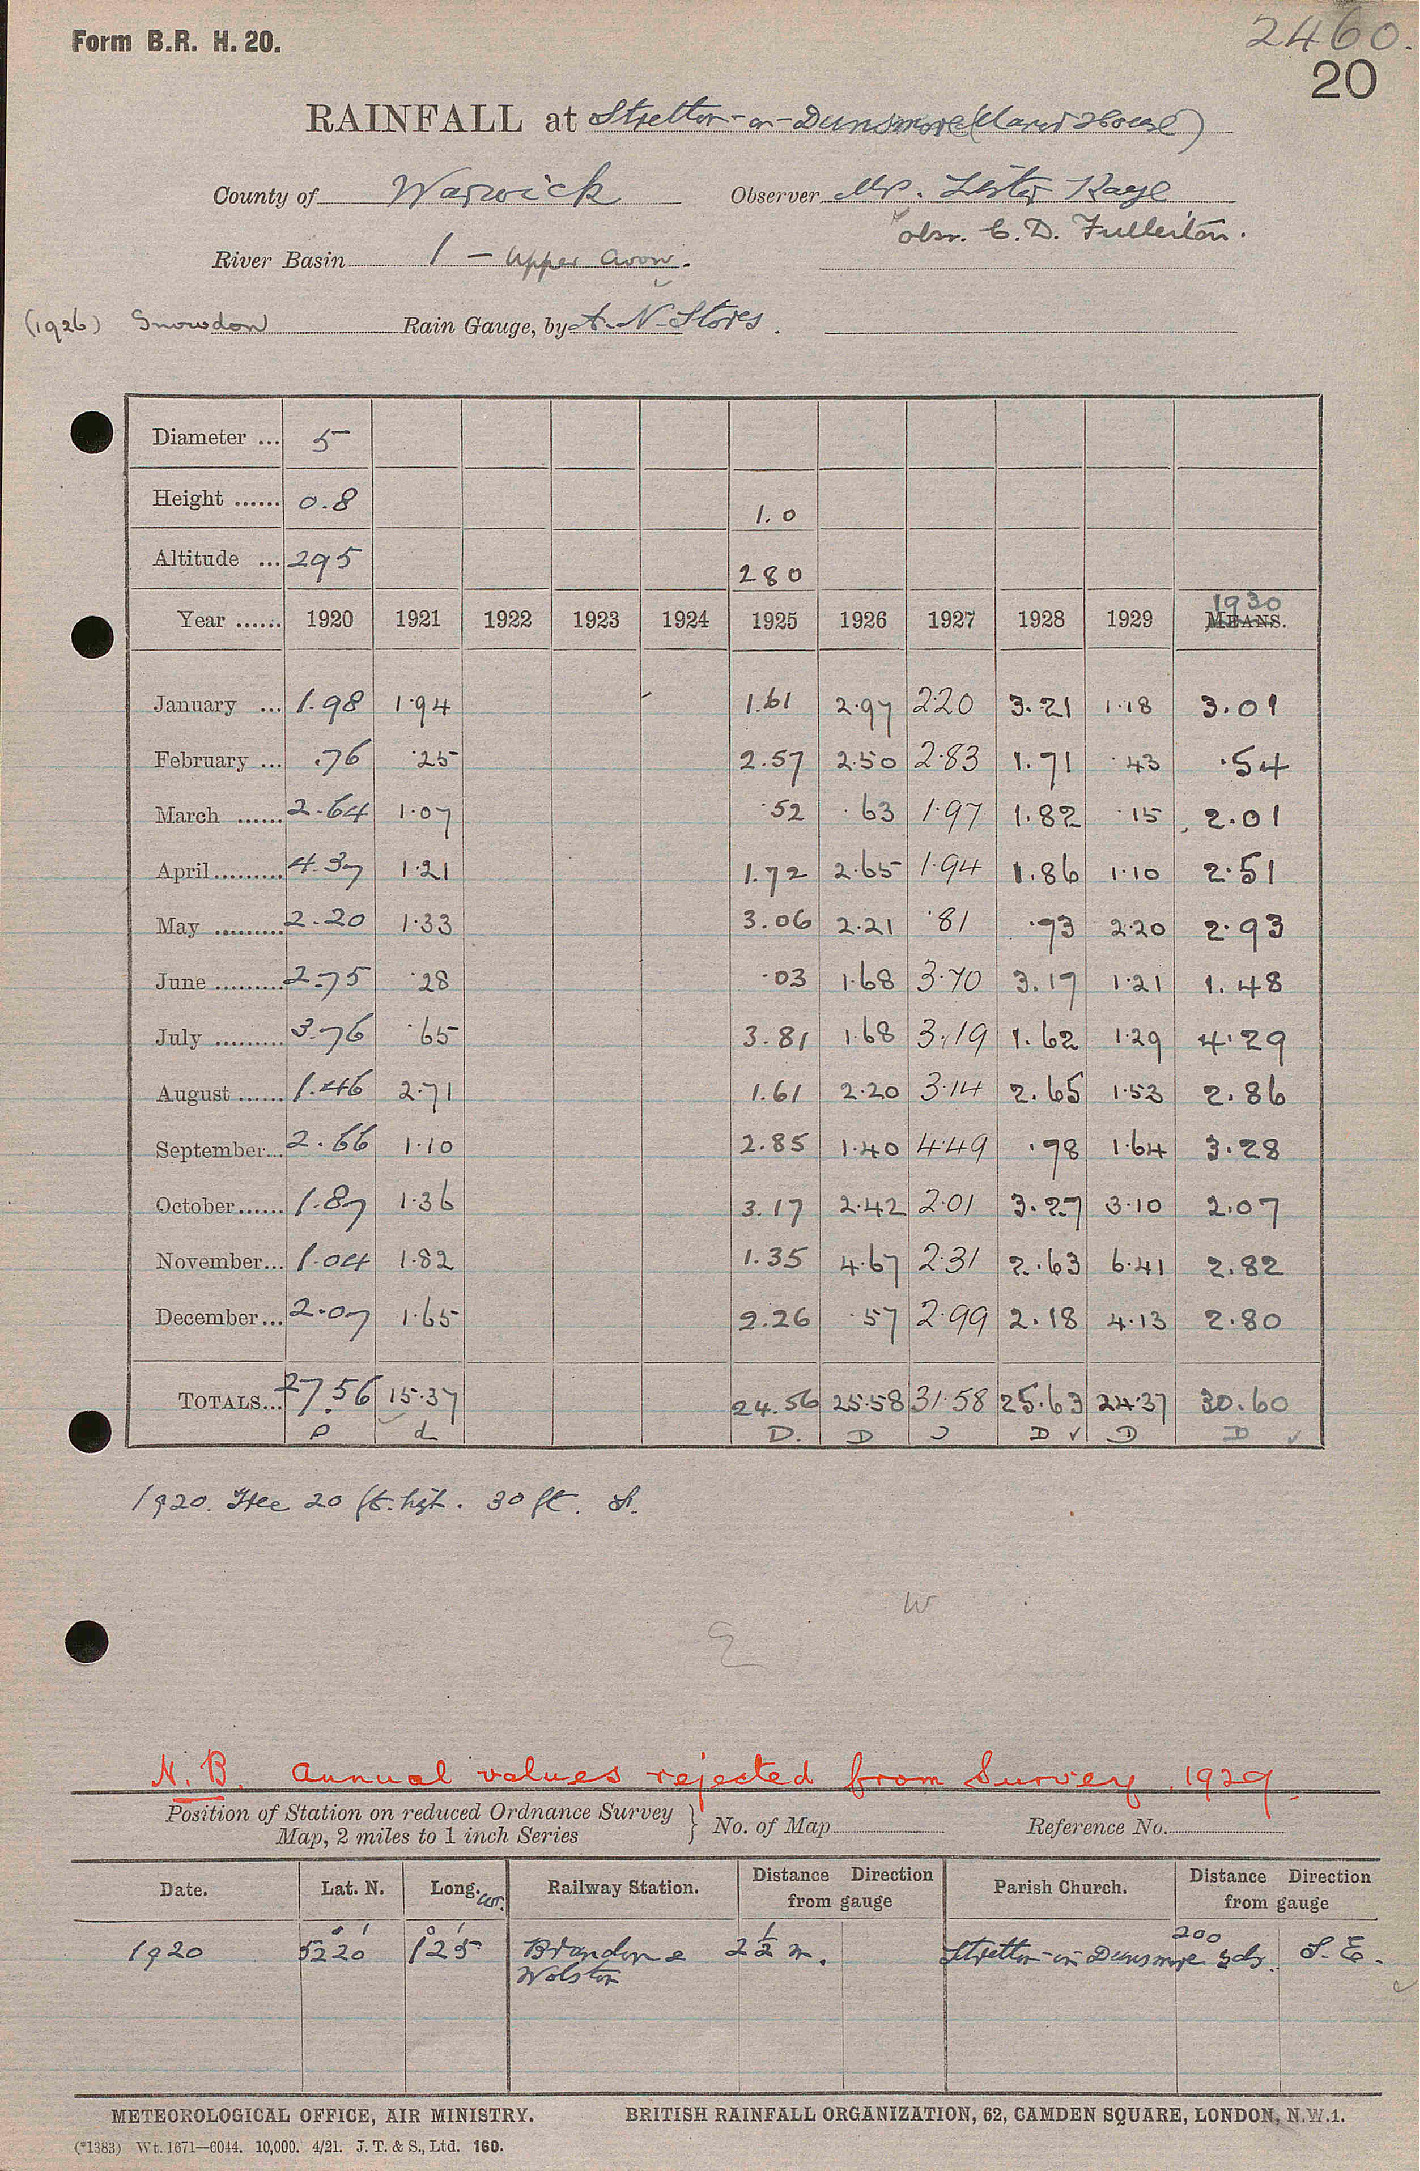 Form B.R. H. 20.
2460.
20
RAINFALL at Stretton-on-Dunsmore (Manor House)
County of Warwick Observer Mr. Lister Kaye
obsr. C. D. Fullerton.
River Basin 1 - Upper Avon.
(1926) Snowdon Rain Gauge, by A. N. Stores.
Diameter ... 5
Height ...... 0.8 1.0
Altitude ... 295 280
Year ...... 1920 1921 1922 1923 1924 1925 1926 1927 1928 1929 MEANS. 1930
January ... 1.98 1.94 1.61 2.97 2.20 3.21 1.18 3.01
February ... .76 .25 2.57 2.50 2.83 1.71 .43 .54
March ...... 2.64 1.07 .52 .63 1.97 1.82 .15 2.01
April......... 4.37 1.21 1.72 2.65 1.94 1.86 1.10 2.51
May ......... 2.20 1.33 3.06 2.21 .81 .73 2.20 2.93
June ......... 2.75 .28 .03 1.68 3.70 3.17 1.21 1.48
July ......... 3.76 .65 3.81 1.68 3.19 1.62 1.29 4.29
August ...... 1.46 2.71 1.61 2.20 3.14 2.65 1.53 2.86
September... 2.66 1.10 2.85 1.40 4.49 .78 1.64 3.28
October...... 1.87 1.36 3.17 2.42 2.01 3.27 3.10 2.07
November... 1.04 1.82 1.35 4.67 2.31 2.63 6.41 2.82
December... 2.07 1.65 2.26 .57 2.99 2.18 4.13 2.80
TOTALS... 27.56 15.37 24.56 25.58 31.58 25.63 24.37 30.60
D d D. D D D D
1920. Tree 20 ft. hgh. 30 ft. S.
W
N.B. Annual values rejected from Survey 1929.
Position of Station on reduced Ordnance Survey Map, 2 miles to 1 inch Series } No. of Map Reference No.
Date. Lat. N. Long. W. Railway Station. Distance Direction from gauge Parish Church. Distance Direction from gauge
1920 52° 20' 1° 25' Brandon & Wolston 2½ m. Stretton-on-Dunsmore 200 yds. S. E.
METEOROLOGICAL OFFICE, AIR MINISTRY. BRITISH RAINFALL ORGANIZATION, 62, CAMDEN SQUARE, LONDON, N.W.1.
(*1383) Wt. 1671—6044. 10,000. 4/21. J. T. & S., Ltd. 160.